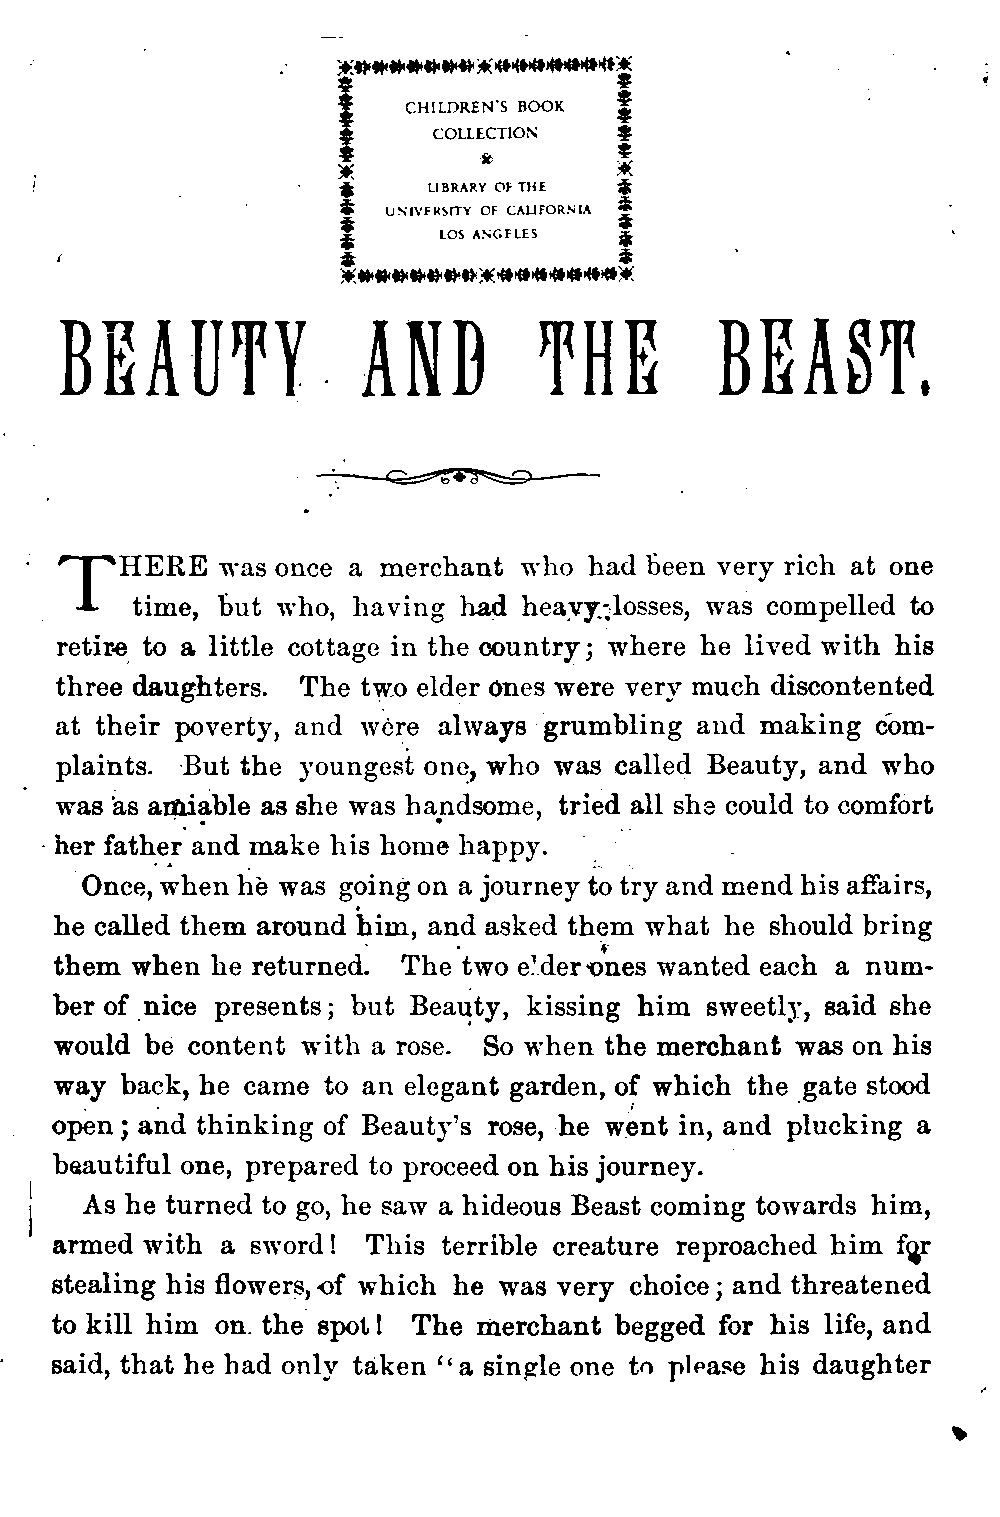 CHILDREN'S BOOK
COLLECTION
LIBRARY OF THE
UNIVERSITY OF CALIFORNIA
LOS ANGELES
BEAUTY AND THE BEAST.
THERE was once a merchant who had been very rich at one
time, but who, having had heavy losses, was compelled to
retire to a little cottage in the country; where he lived with his
three daughters. The two elder ones were very much discontented
at their poverty, and were always grumbling and making com-
plaints. But the youngest one, who was called Beauty, and who
was as amiable as she was handsome, tried all she could to comfort
her father and make his home happy.
Once, when he was going on a journey to try and mend his affairs,
he called them around him, and asked them what he should bring
them when he returned. The two elder ones wanted each a num-
ber of nice presents; but Beauty, kissing him sweetly, said she
would be content with a rose. So when the merchant was on his
way back, he came to an elegant garden, of which the gate stood
open; and thinking of Beauty's rose, he went in, and plucking a
beautiful one, prepared to proceed on his journey.
As he turned to go, he saw a hideous Beast coming towards him,
armed with a sword! This terrible creature reproached him for
stealing his flowers, of which he was very choice; and threatened
to kill him on the spot! The merchant begged for his life, and
said, that he had only taken "a single one to please his daughter